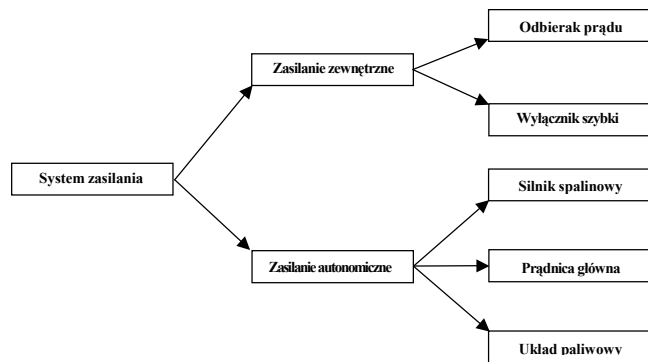 Odbierak prądu
Zasilanie zewnętrzne
Wyłącznik szybki
System zasilania
Silnik spalinowy
Zasilanie autonomiczne
Prądnica główna
Układ paliwowy